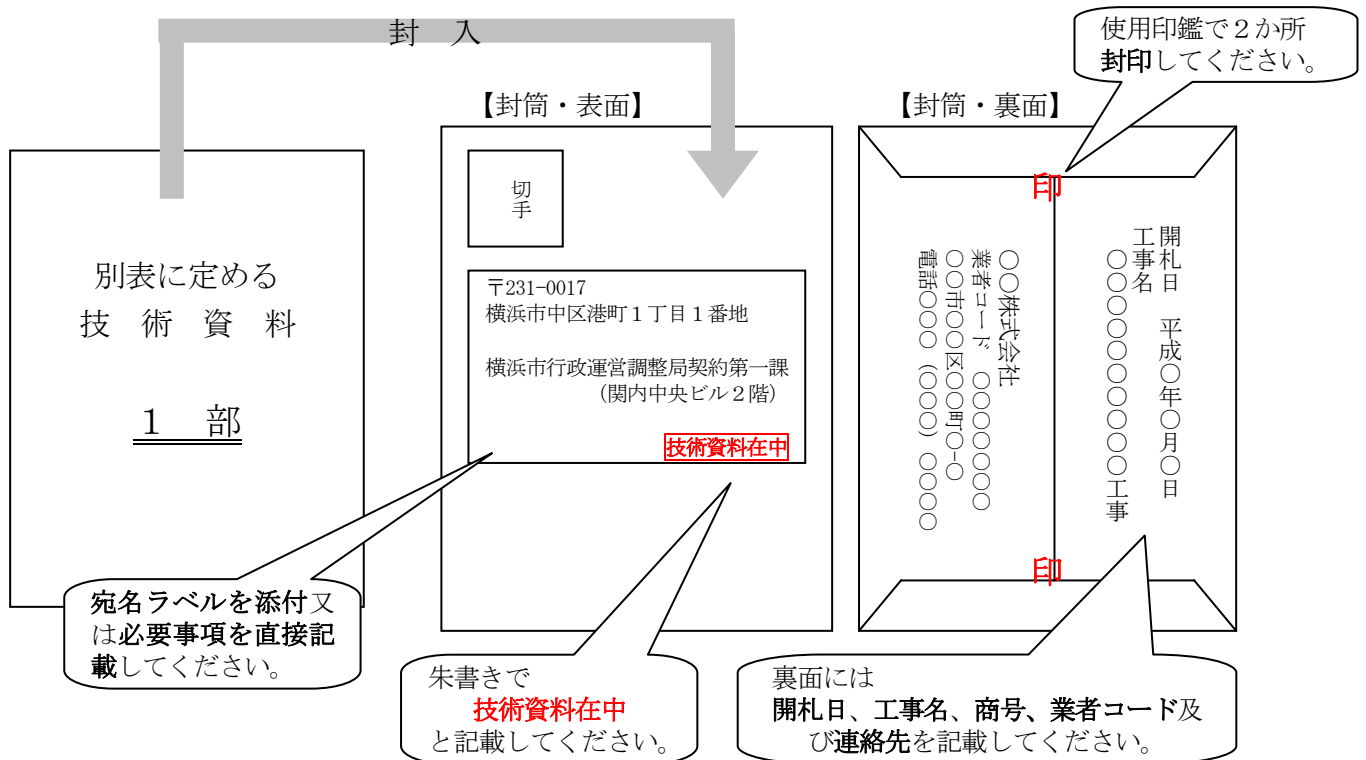 封　入
使用印鑑で２か所
封印してください。
【封筒・表面】
【封筒・裏面】
別表に定める
技　術　資　料
１　部
切手
〒231-0017
横浜市中区港町１丁目１番地
横浜市行政運営調整局契約第一課
（関内中央ビル２階）
技術資料在中
印
開札日　平成○年○月○日
工事名
○○○○○○○○○○工事
○○株式会社
業者コード　○○○○○○○
○○市○○区○○町○−○
電話○○○（○○○）○○○○
印
宛名ラベルを添付又
は必要事項を直接記
載してください。
朱書きで
技術資料在中
と記載してください。
裏面には
開札日、工事名、商号、業者コード及
び連絡先を記載してください。